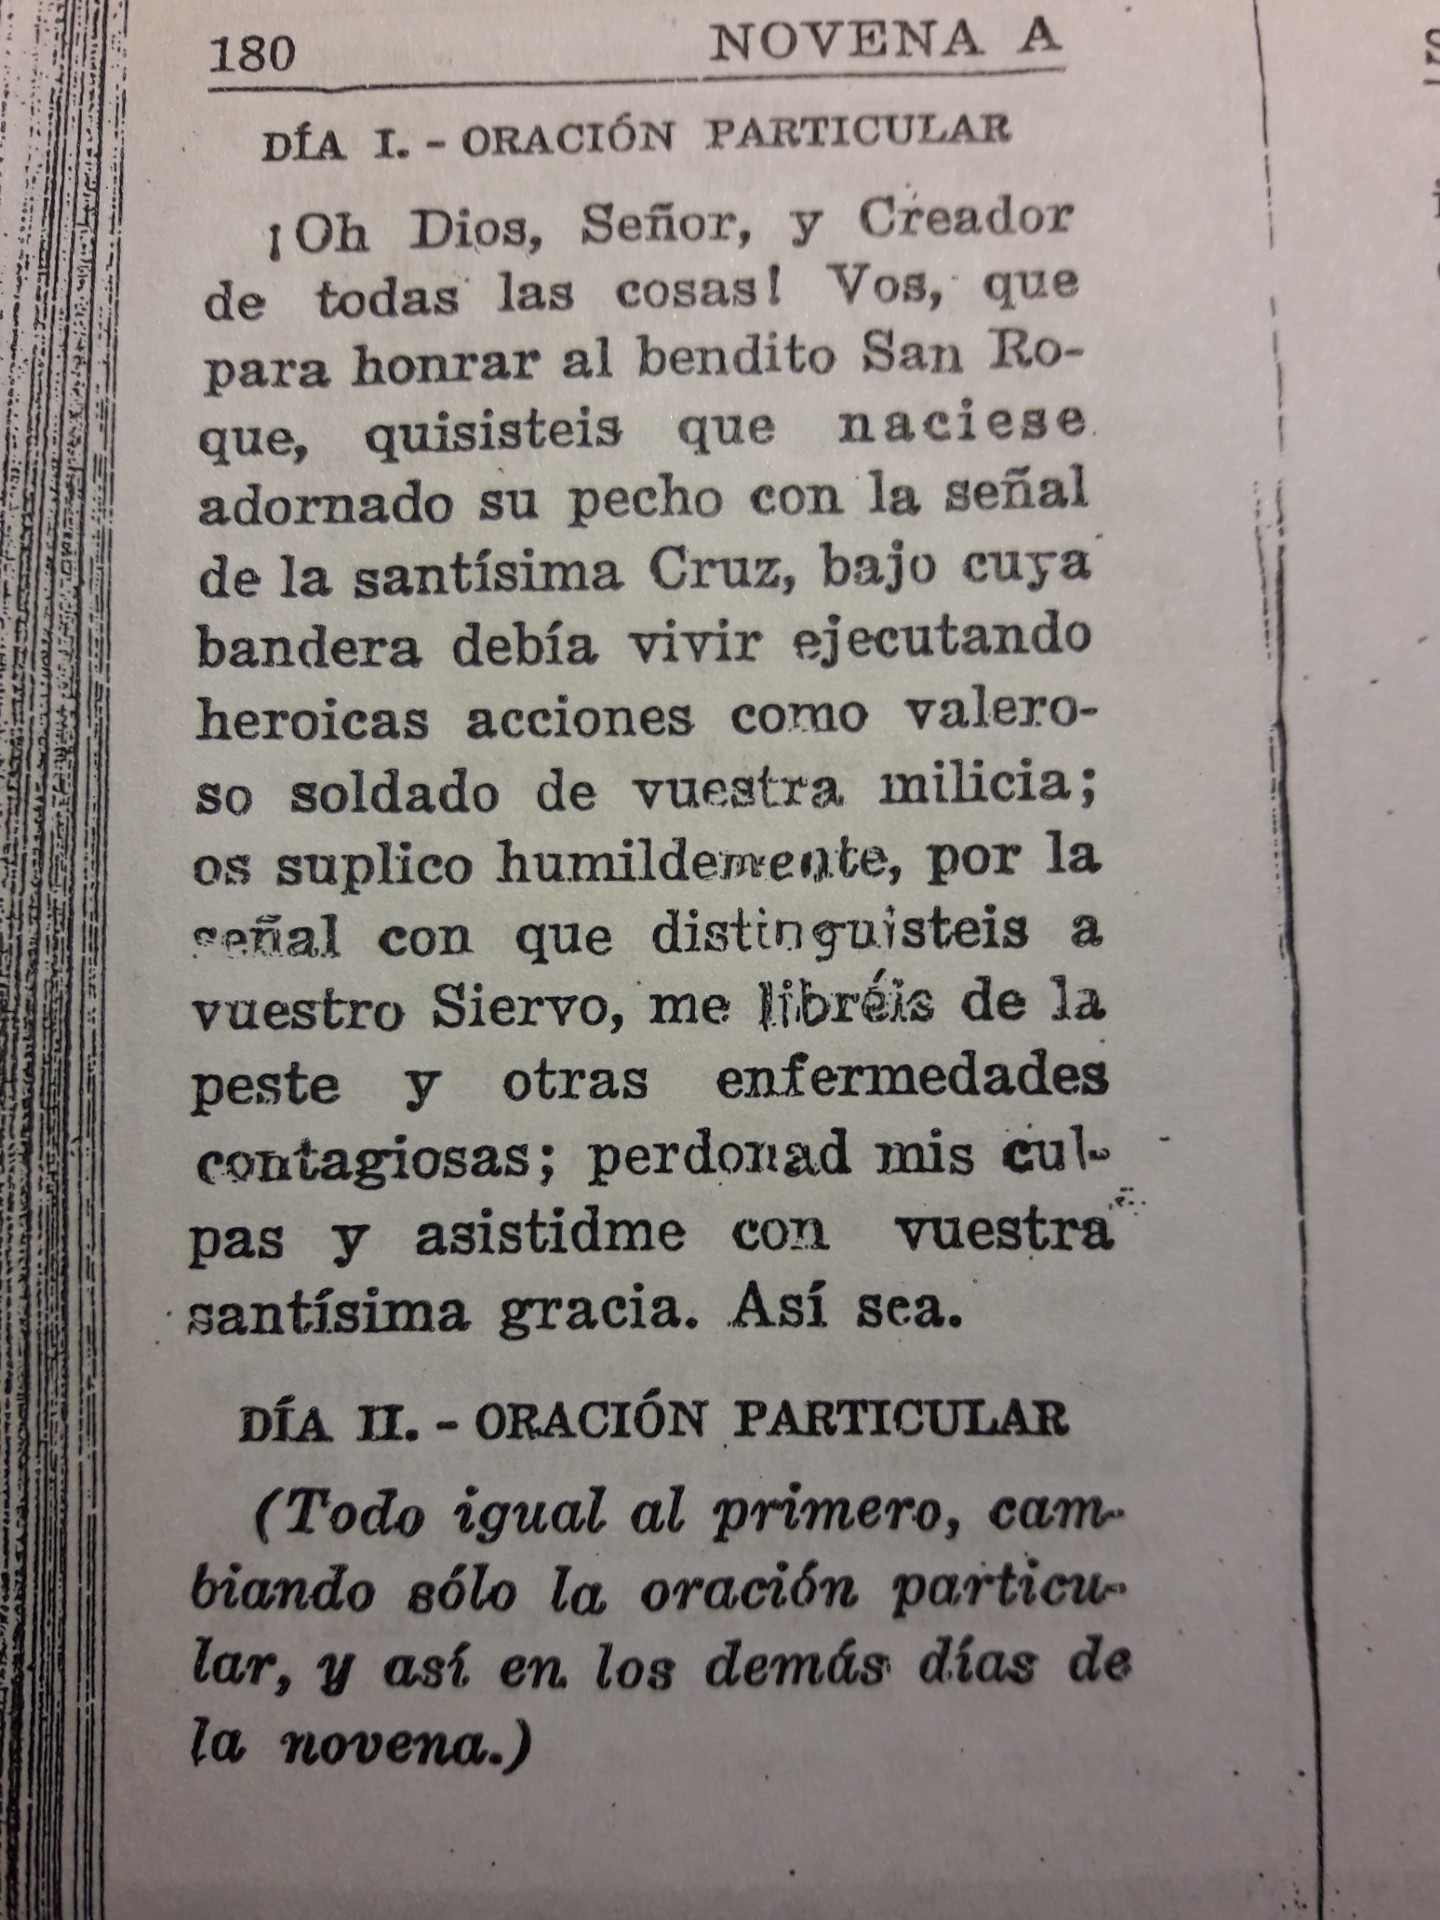 180 NOVENA A
DÍA I. - ORACIÓN PARTICULAR
¡Oh Dios, Señor, y Creador
de todas las cosas! Vos, que
para honrar al bendito San Ro-
que, quisisteis que naciese
adornado su pecho con la señal
de la santísima Cruz, bajo cuya
bandera debía vivir ejecutando
heroicas acciones como valero-
so soldado de vuestra milicia;
os suplico humildemente, por la
señal con que distinguisteis a
vuestro Siervo, me libréis de la
peste y otras enfermedades
contagiosas; perdonad mis cul-
pas y asistidme con vuestra
santísima gracia. Así sea.
DÍA II. - ORACIÓN PARTICULAR
(Todo igual al primero, cam-
biando sólo la oración particu-
lar, y así en los demás días de
la novena.)